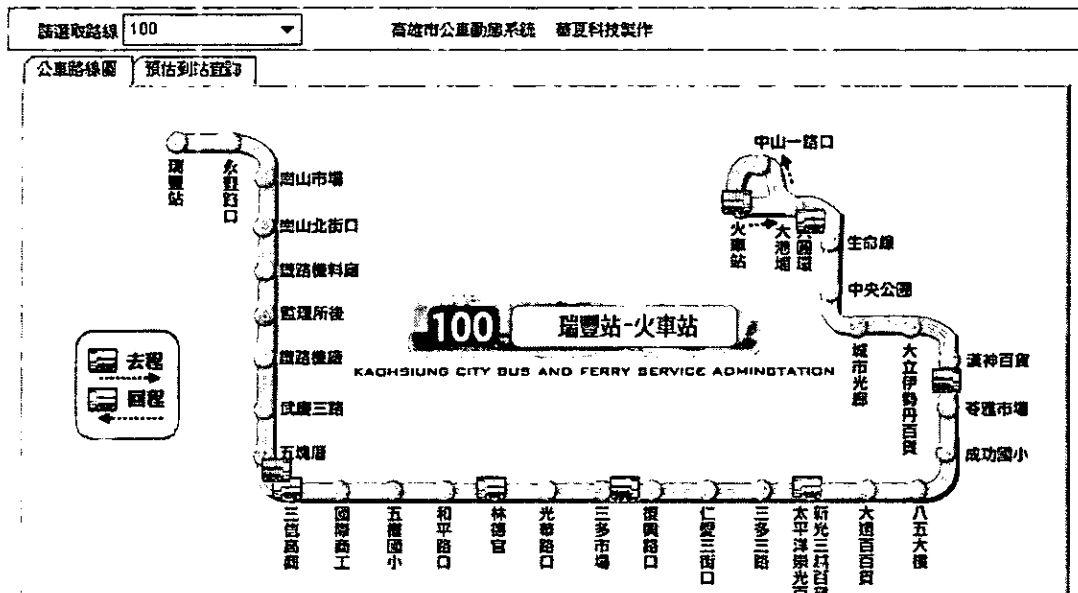 請選取路線 100
高雄市公車動態系統 華夏科技製作
公車路線圖
瑞豐站
永豐路口
崗山市場
崗山北街口
鐵路機料廠
監理所後
鐵路機廠
武慶三路
五塊厝
三信高商
國際商工
五權國小
和平路口
林德官
光華路口
三多市場
復興路口
仁愛三街口
三多三路
大遠百百貨
八五大樓
成功國小
苓雅市場
漢神百貨
大立伊勢丹百貨
城市光廊
中央公園
生命線
大圓環
大港埔
火車站
中山一路口
100
瑞豐站-火車站
KAOHSIUNG CITY BUS AND FERRY SERVICE ADMINSTATION
去程
回程